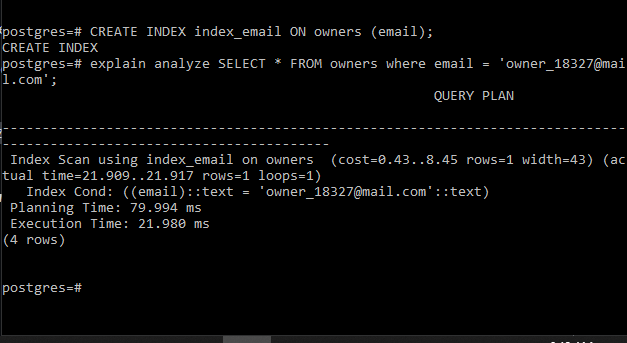 postgres=# CREATE INDEX index_email ON owners (email);
CREATE INDEX
postgres=# explain analyze SELECT * FROM owners where email = 'owner_18327@mai
l.com';
QUERY PLAN
--------------------------------------------------------------------------------
-----------------------------------------
Index Scan using index_email on owners  (cost=0.43..8.45 rows=1 width=43) (ac
tual time=21.909..21.917 rows=1 loops=1)
Index Cond: ((email)::text = 'owner_18327@mail.com'::text)
Planning Time: 79.994 ms
Execution Time: 21.980 ms
(4 rows)
postgres=#